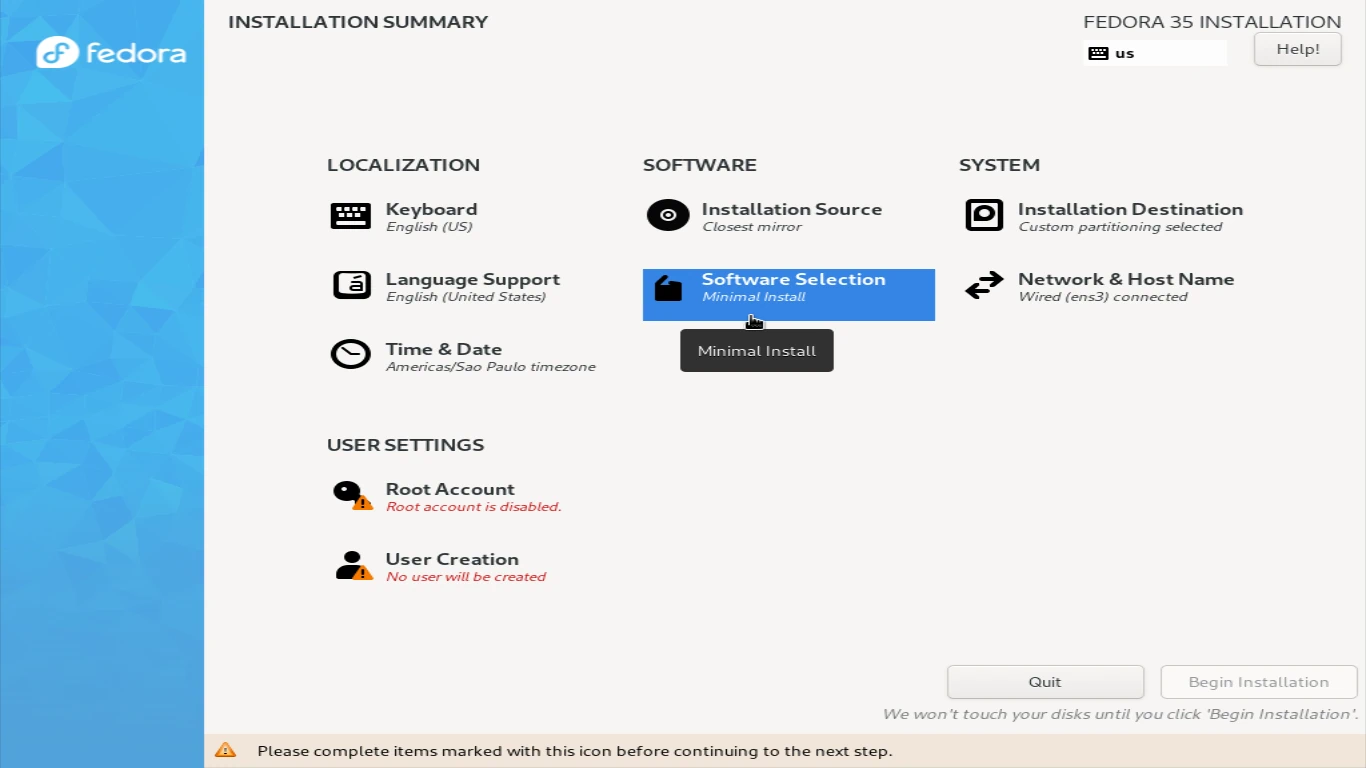 fedora
INSTALLATION SUMMARY
FEDORA 35 INSTALLATION
us
Help!
LOCALIZATION
Keyboard
English (US)
Language Support
English (United States)
Time & Date
Americas/Sao Paulo timezone
SOFTWARE
Installation Source
Closest mirror
Software Selection
Minimal Install
Minimal Install
SYSTEM
Installation Destination
Custom partitioning selected
Network & Host Name
Wired (ens3) connected
USER SETTINGS
Root Account
Root account is disabled.
User Creation
No user will be created
Quit
Begin Installation
We won't touch your disks until you click 'Begin Installation'.
Please complete items marked with this icon before continuing to the next step.